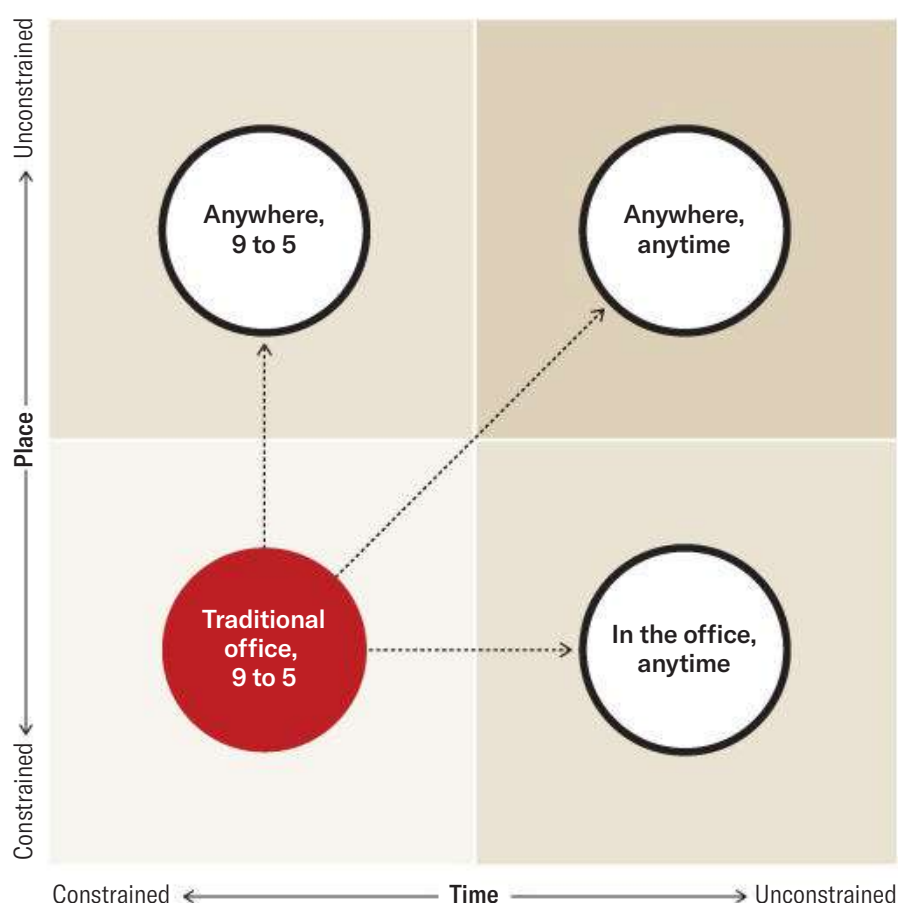 Unconstrained
Place
Constrained
Anywhere,
9 to 5
Anywhere,
anytime
Traditional
office,
9 to 5
In the office,
anytime
Constrained
Time
Unconstrained